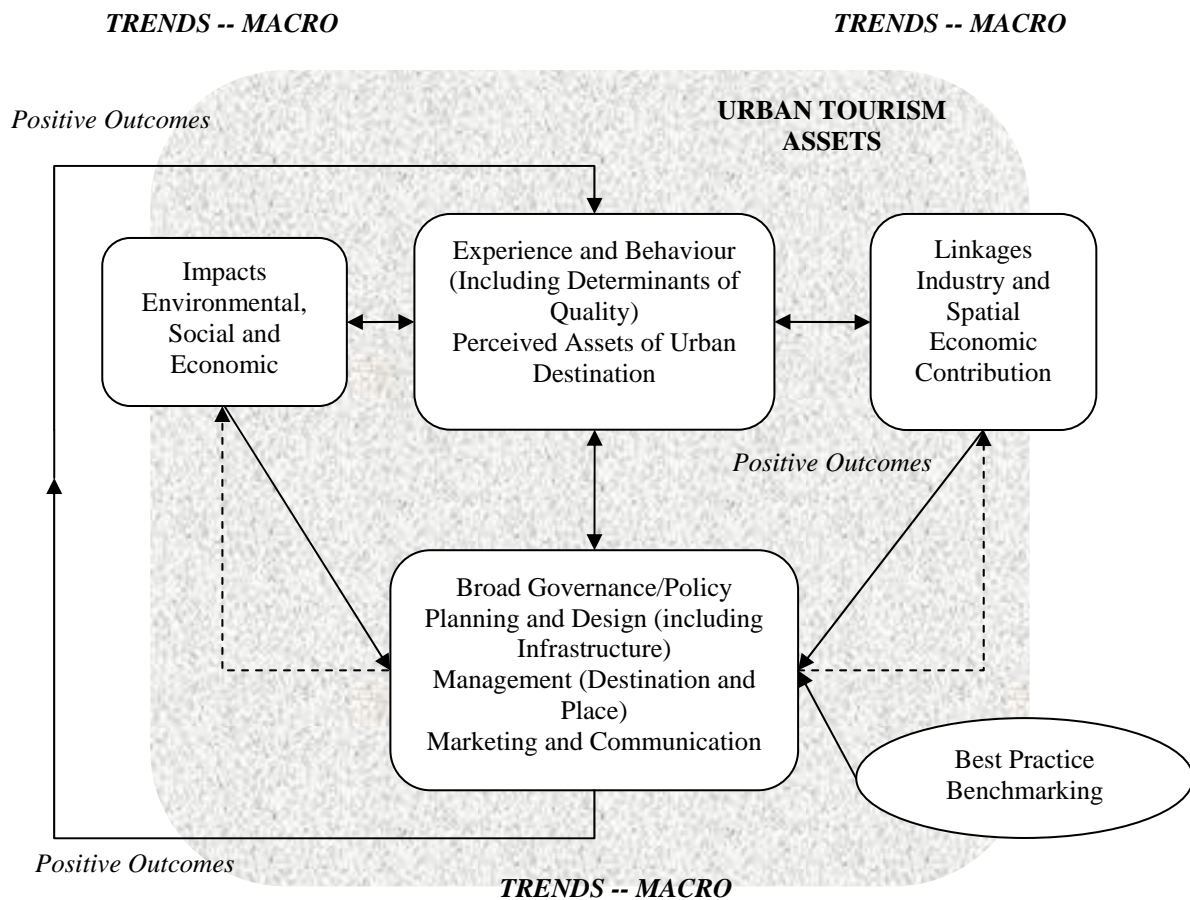 TRENDS -- MACRO
TRENDS -- MACRO
URBAN TOURISM
ASSETS
Positive Outcomes
Impacts
Environmental,
Social and
Economic
Experience and Behaviour
(Including Determinants of
Quality)
Perceived Assets of Urban
Destination
Linkages
Industry and
Spatial
Economic
Contribution
Positive Outcomes
Broad Governance/Policy
Planning and Design (including
Infrastructure)
Management (Destination and
Place)
Marketing and Communication
Best Practice
Benchmarking
Positive Outcomes
TRENDS -- MACRO